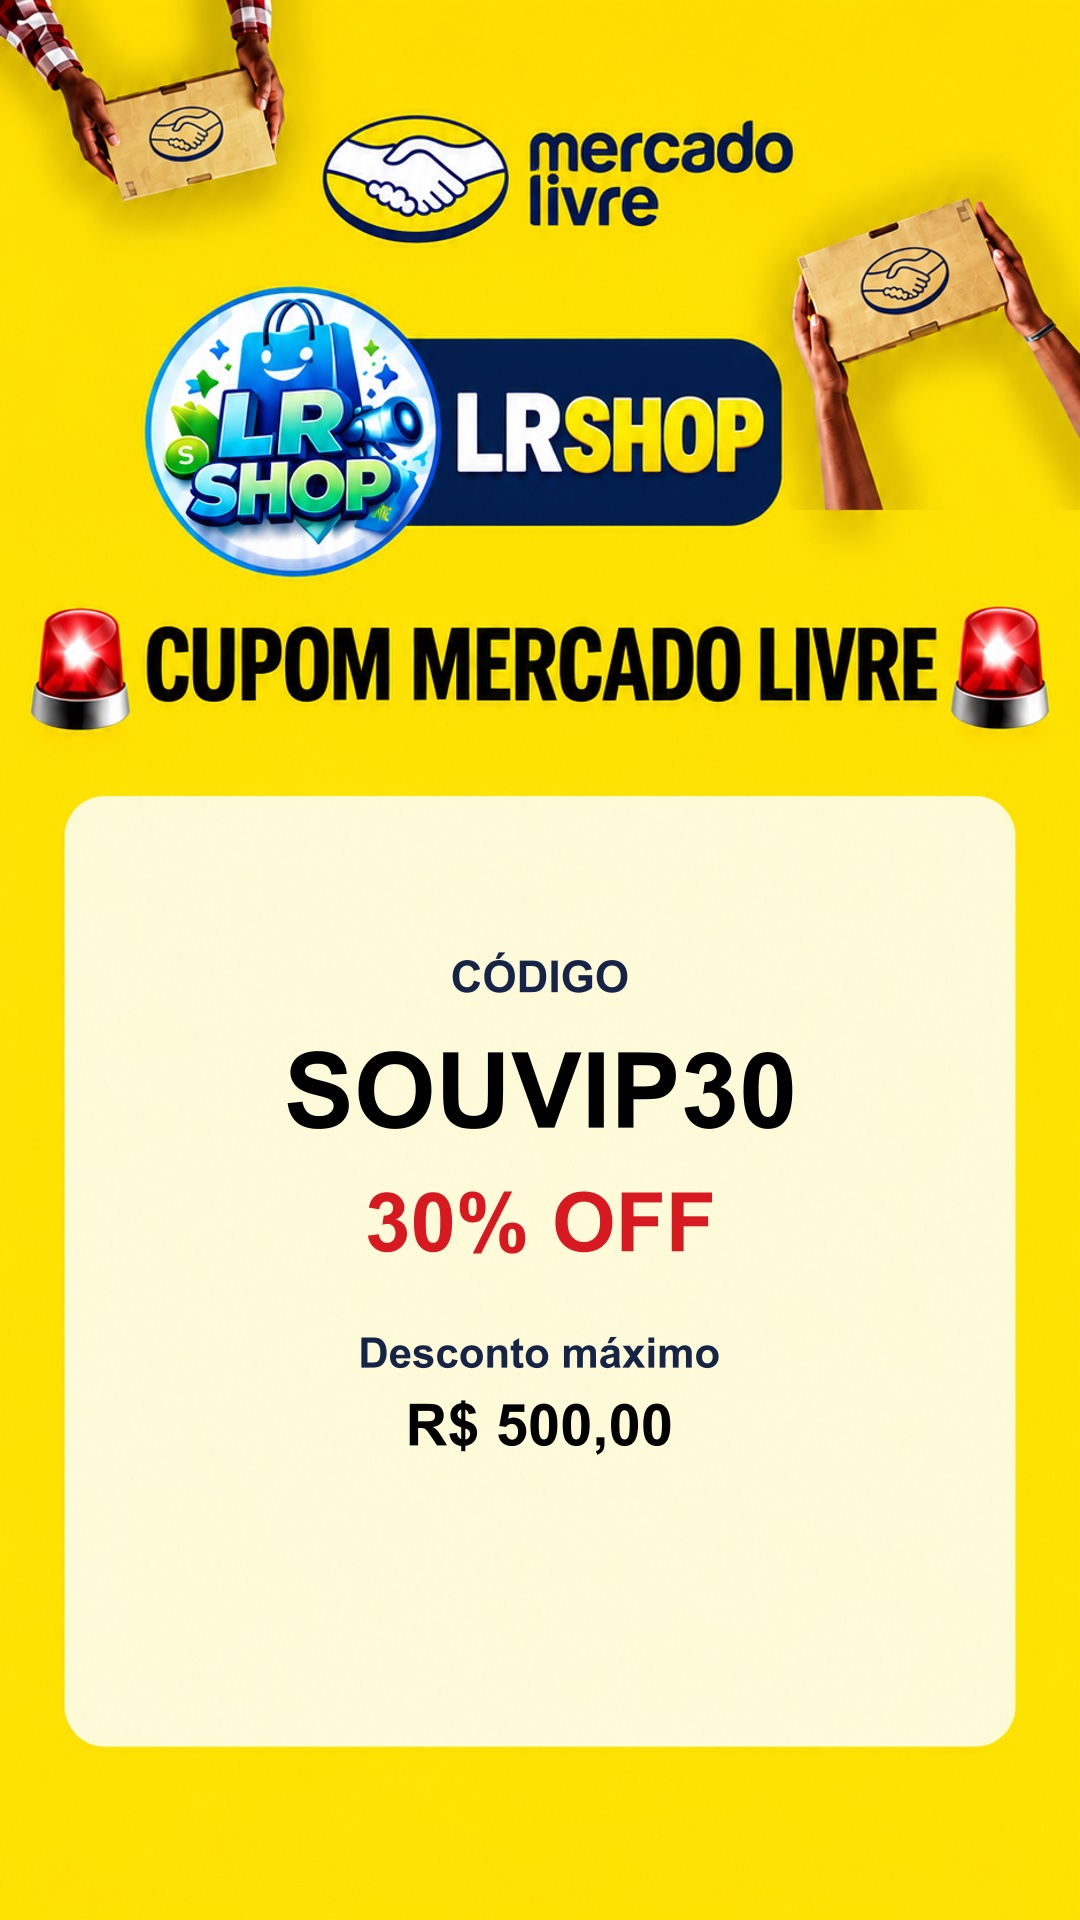 mercado
livre
LR
SHOP
S
LRSHOP
CUPOM MERCADO LIVRE
CÓDIGO
SOUVIP30
30% OFF
Desconto máximo
R$ 500,00